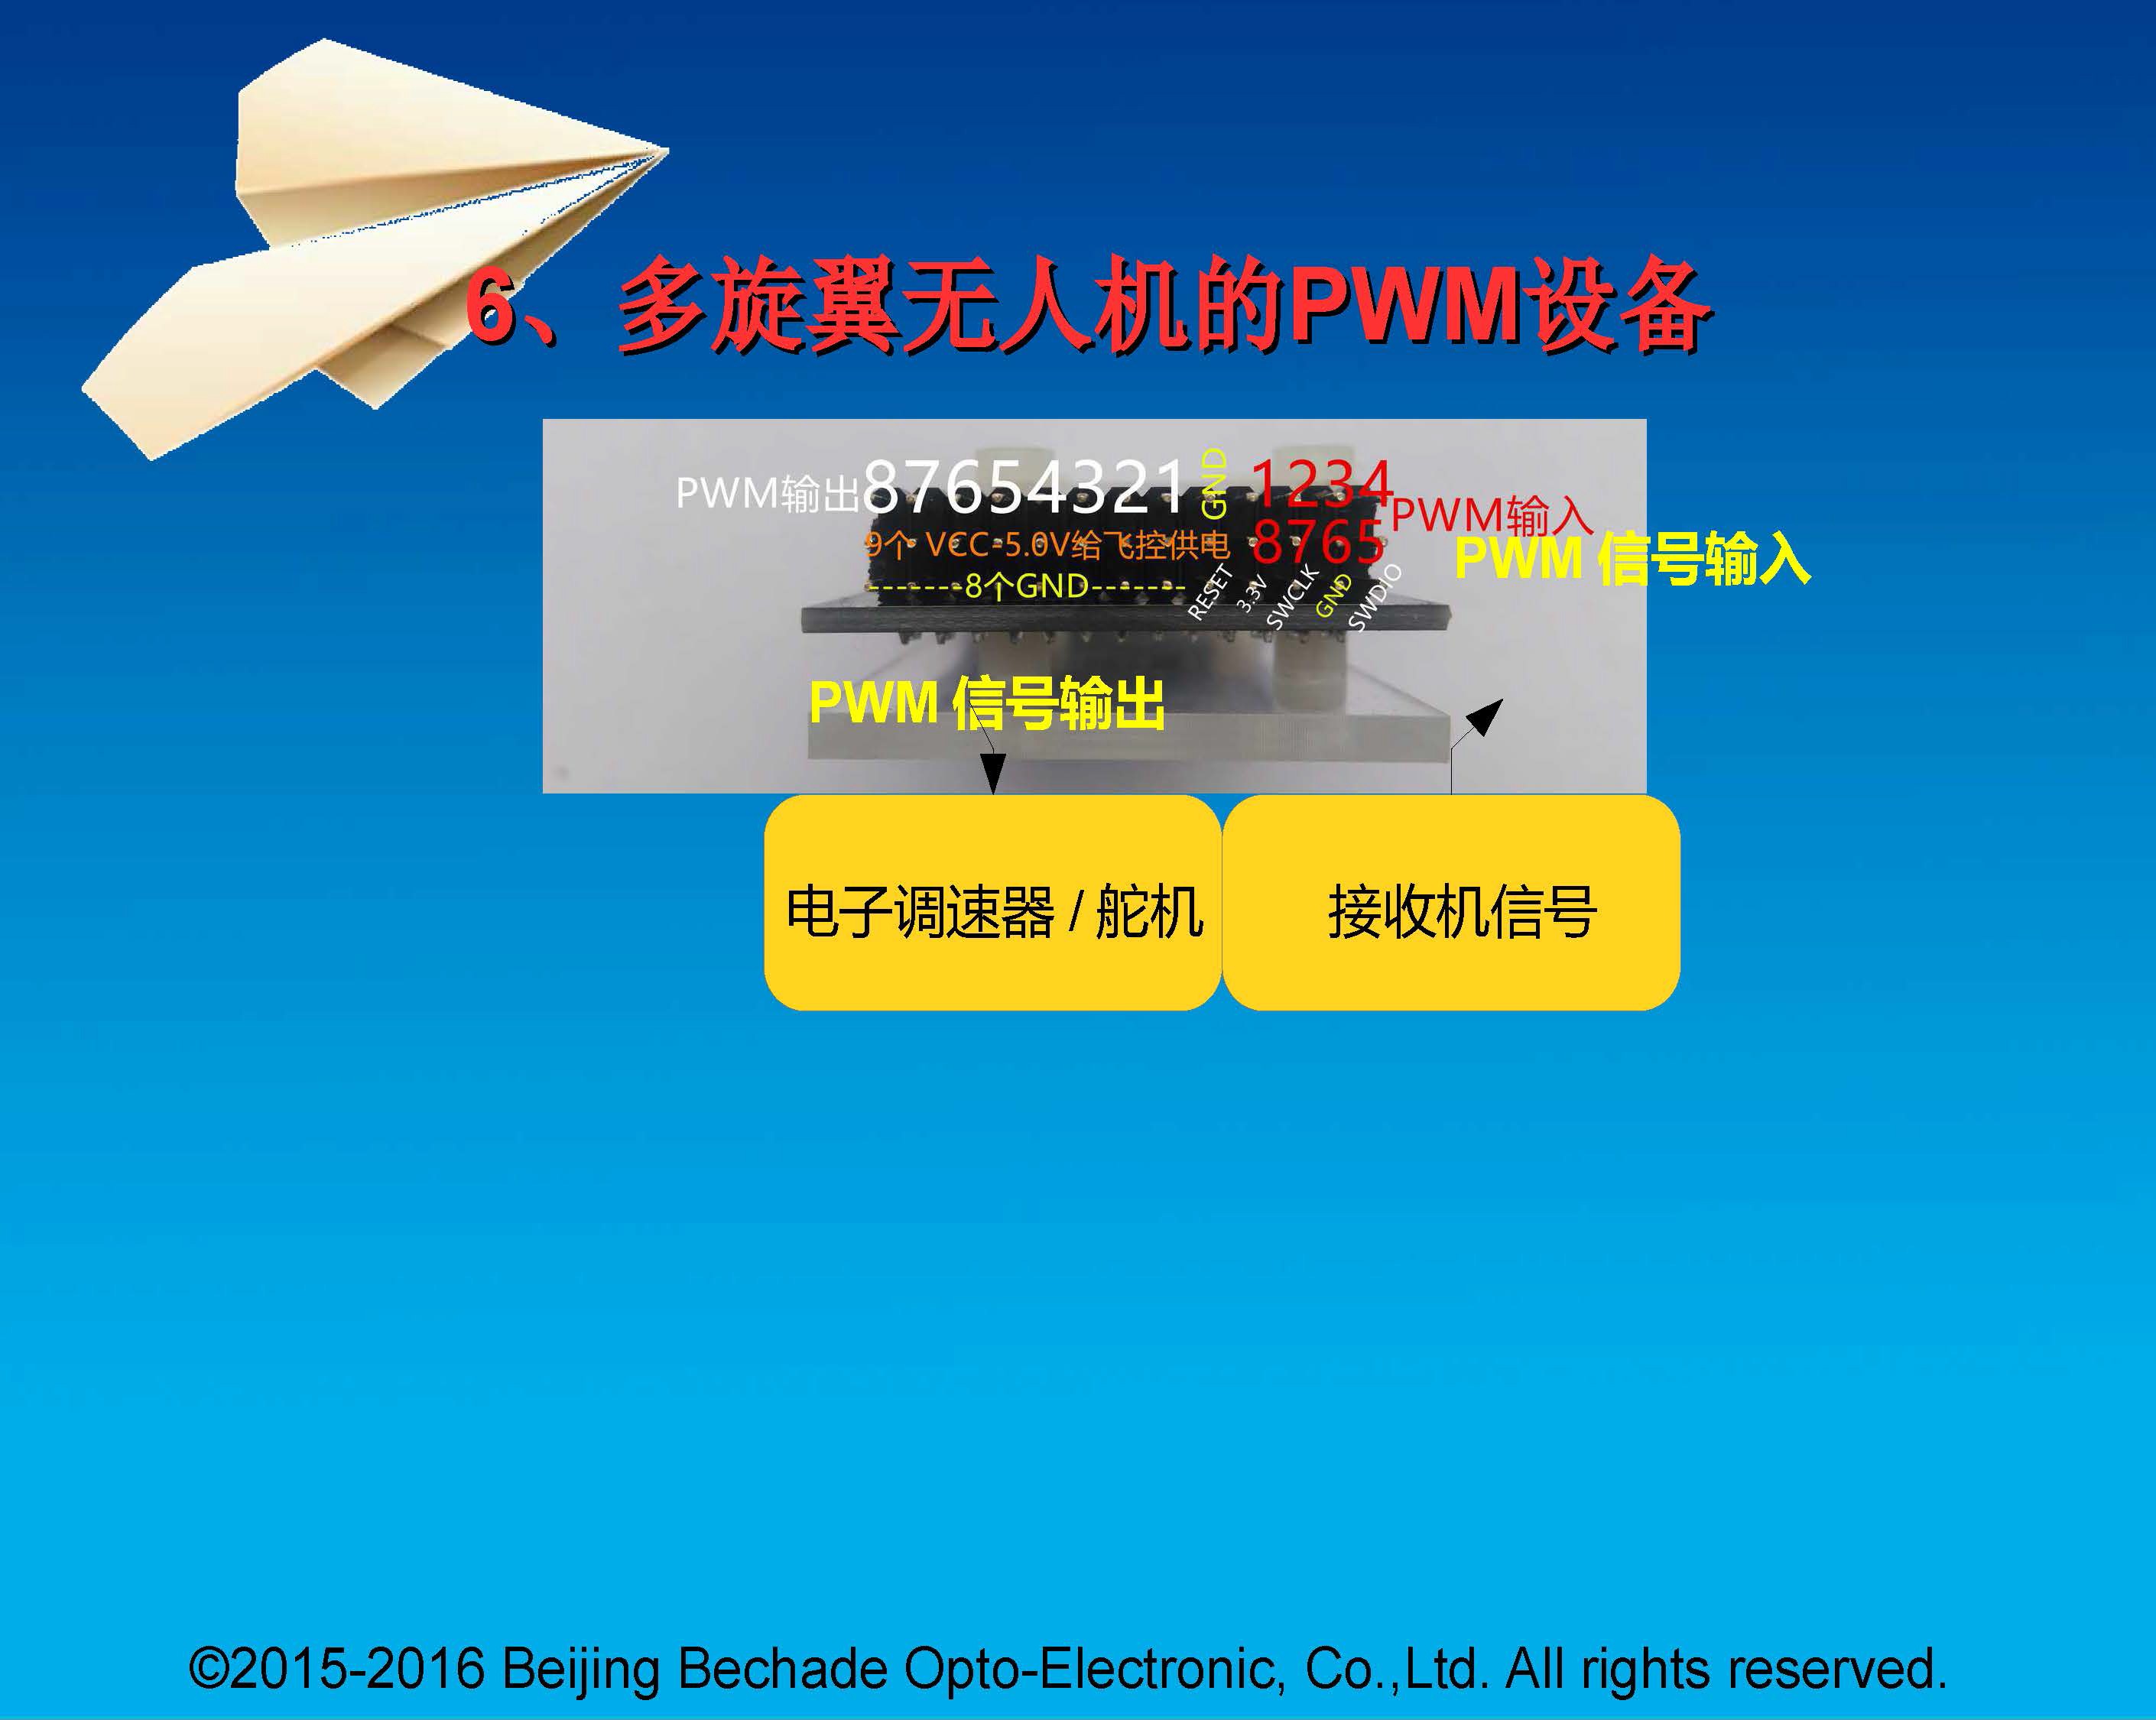 6、多旋翼无人机的PWM设备
PWM输出87654321 GND 1234
PWM输入
9个 VCC-5.0V给飞控供电 8765
PWM 信号输入
-------8个GND-------
RESET 3.3V SWCLK GND SWDIO
PWM 信号输出
电子调速器 / 舵机
接收机信号
©2015-2016 Beijing Bechade Opto-Electronic, Co.,Ltd. All rights reserved.